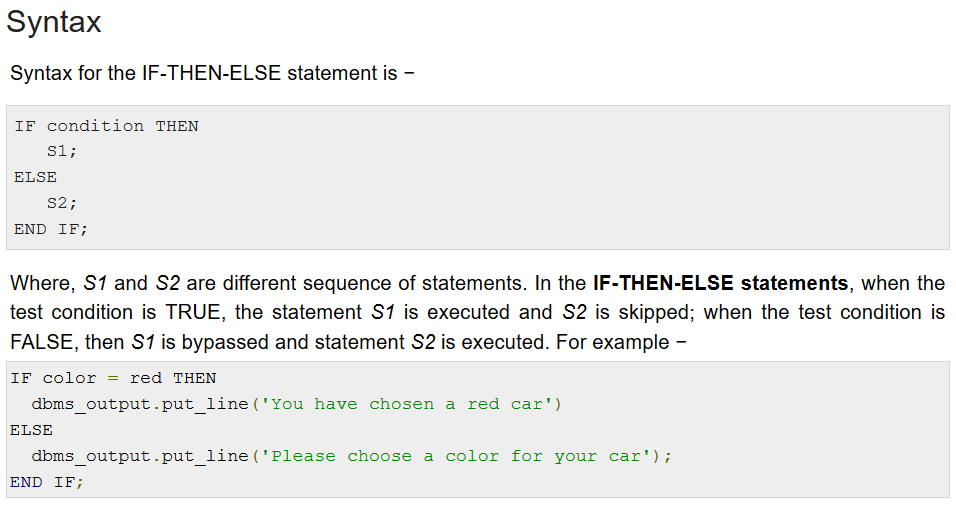 Syntax
Syntax for the IF-THEN-ELSE statement is −
IF condition THEN
   S1;
ELSE
   S2;
END IF;
Where, S1 and S2 are different sequence of statements. In the IF-THEN-ELSE statements, when the
test condition is TRUE, the statement S1 is executed and S2 is skipped; when the test condition is
FALSE, then S1 is bypassed and statement S2 is executed. For example −
IF color = red THEN
  dbms_output.put_line('You have chosen a red car')
ELSE
  dbms_output.put_line('Please choose a color for your car');
END IF;